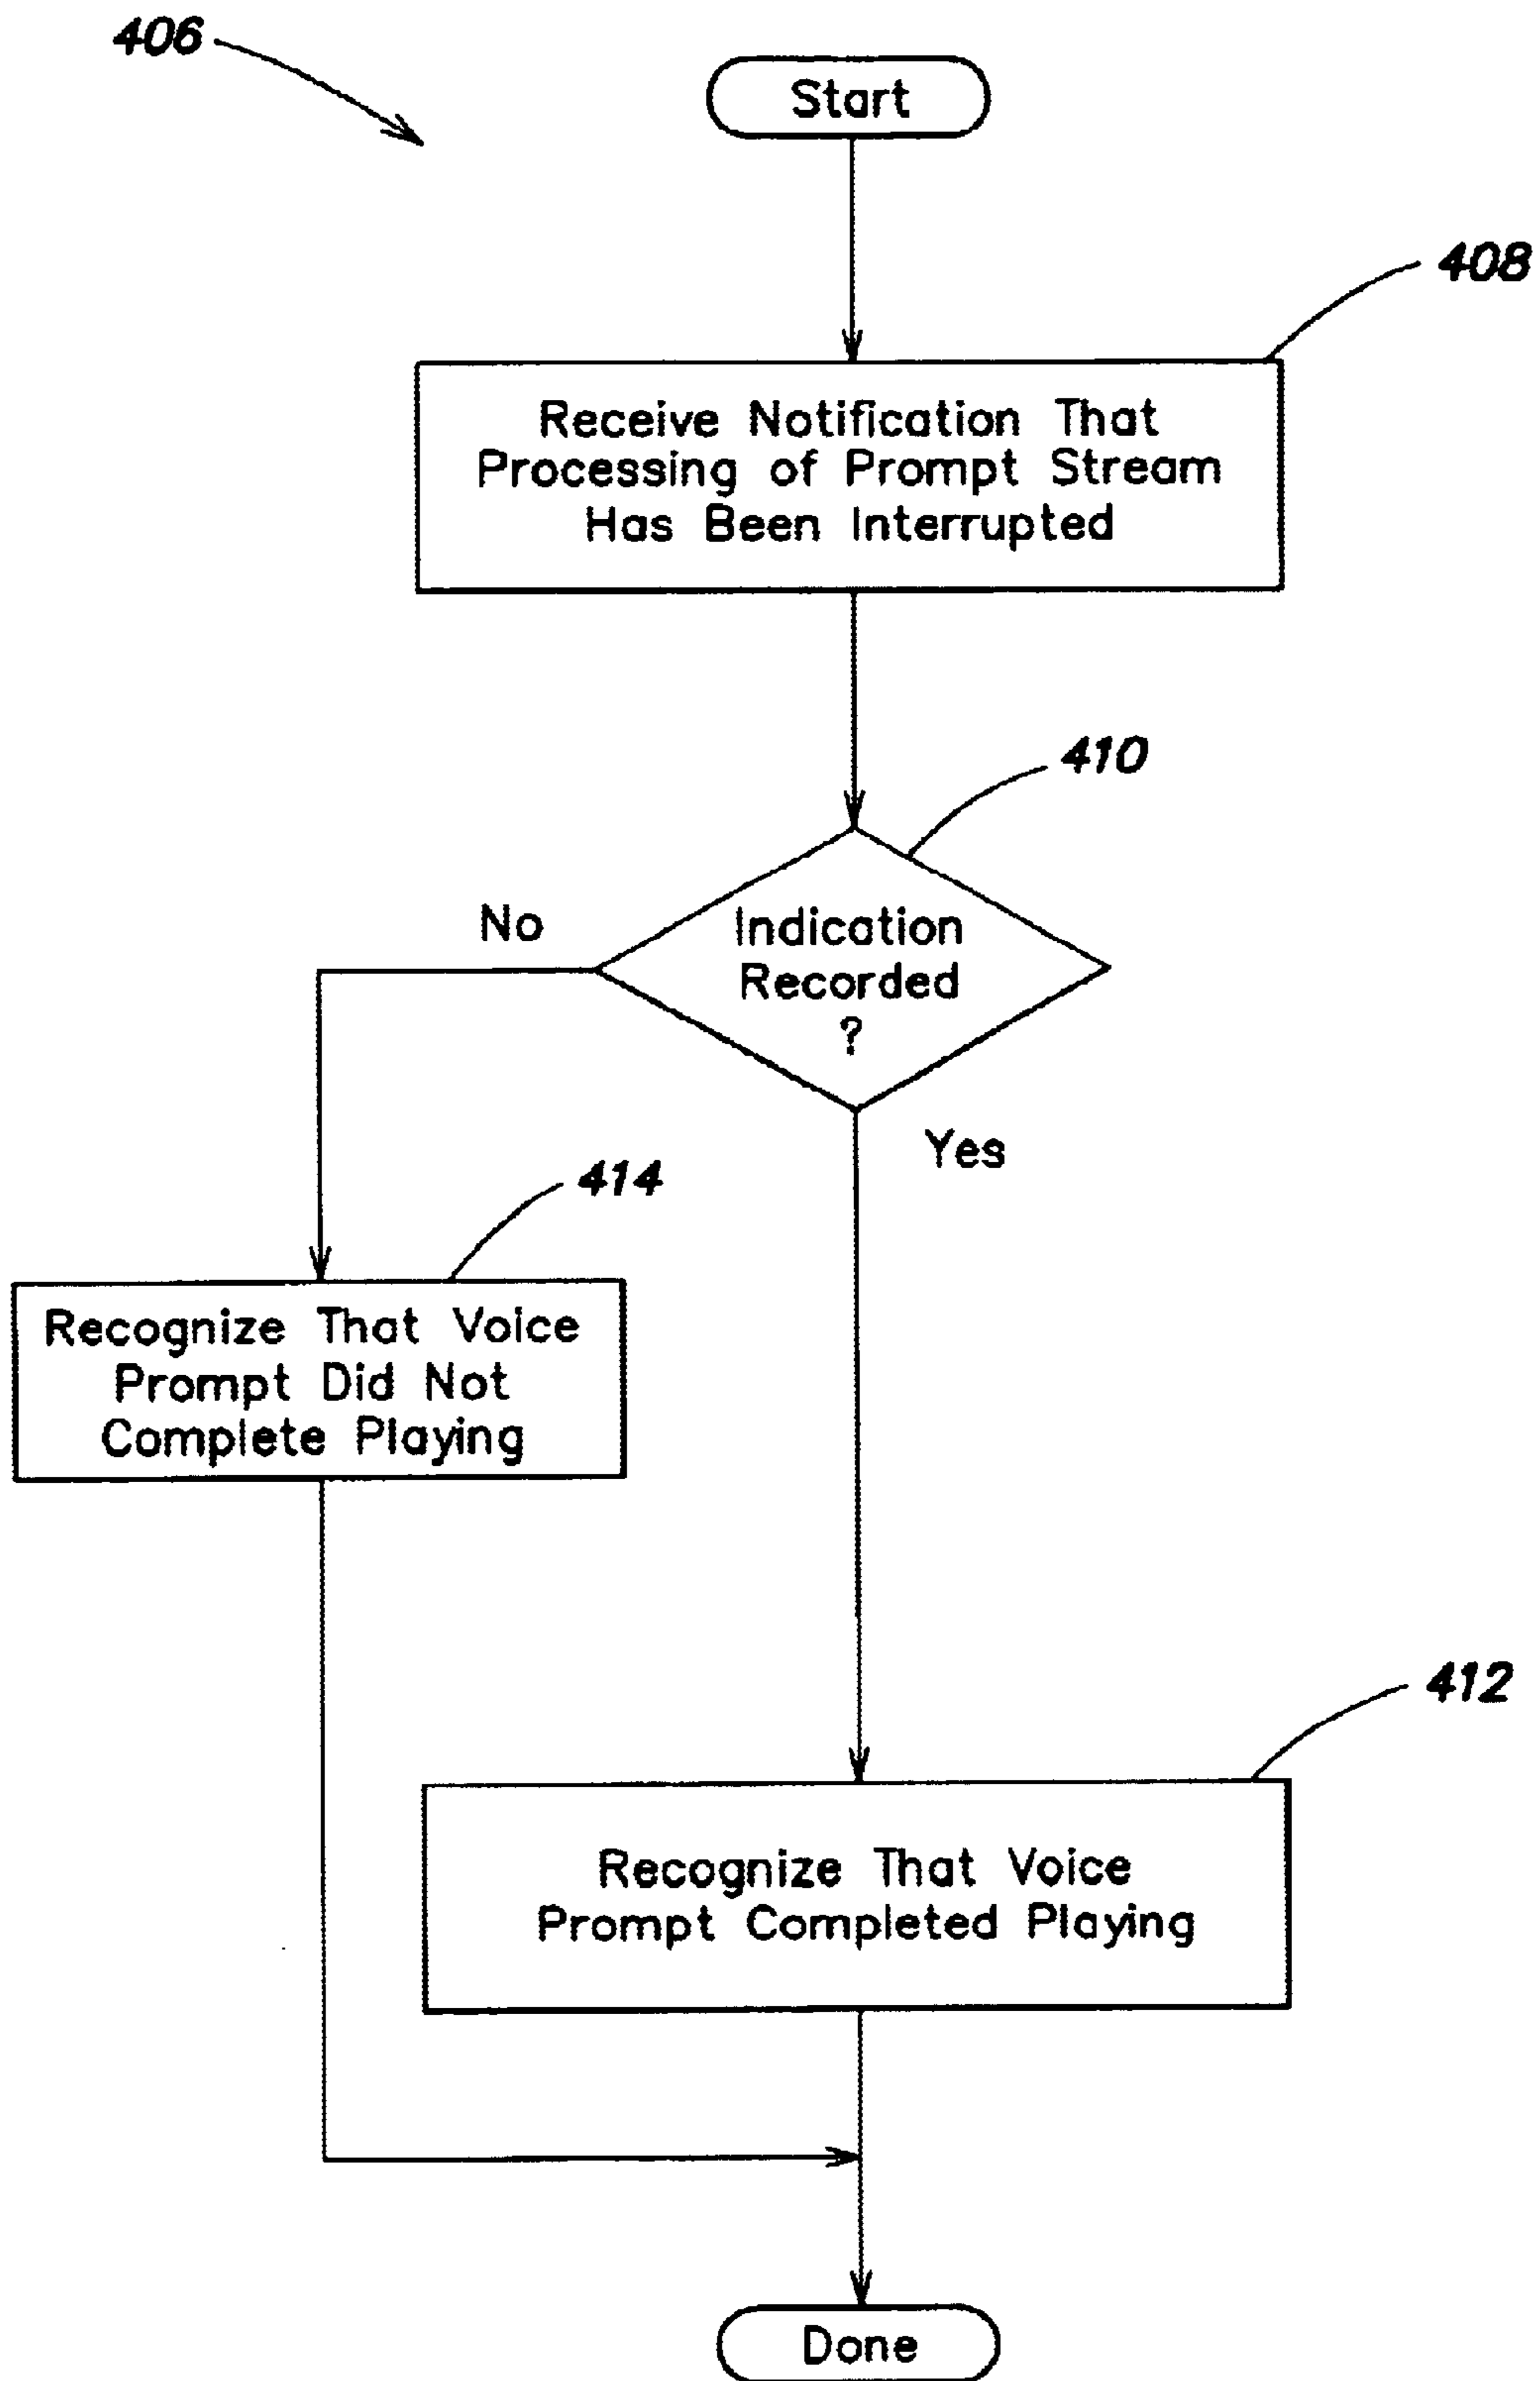 406
Start
408
Receive Notification That
Processing of Prompt Stream
Has Been Interrupted
410
Indication
Recorded
?
No
Yes
414
Recognize That Voice
Prompt Did Not
Complete Playing
412
Recognize That Voice
Prompt Completed Playing
Done